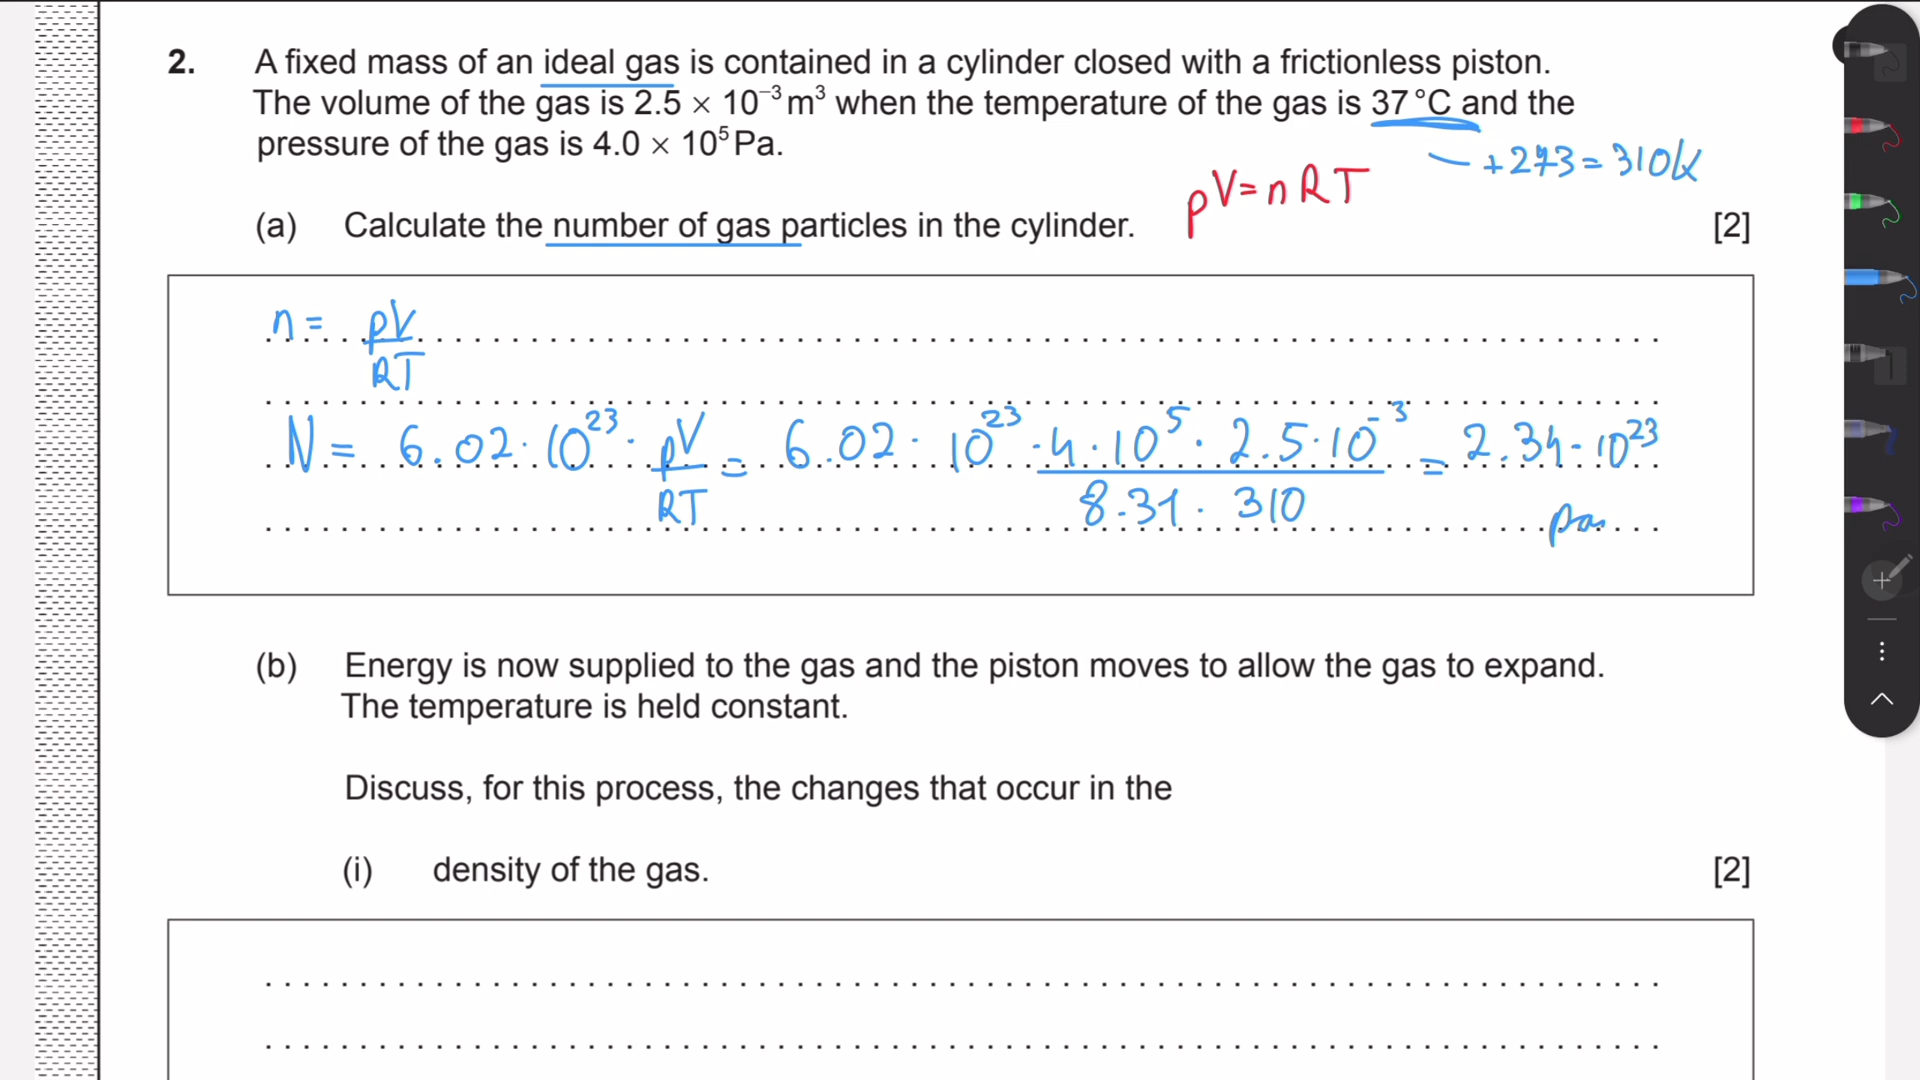 2. A fixed mass of an ideal gas is contained in a cylinder closed with a frictionless piston.
The volume of the gas is 2.5 × 10⁻³ m³ when the temperature of the gas is 37 °C and the
pressure of the gas is 4.0 × 10⁵ Pa.
+273 = 310K
pV = nRT
(a) Calculate the number of gas particles in the cylinder. [2]
n = pV/RT
N = 6.02 · 10²³ · pV/RT = 6.02 · 10²³ · 4 · 10⁵ · 2.5 · 10⁻³ / 8.31 · 310 = 2.34 · 10²³
par
(b) Energy is now supplied to the gas and the piston moves to allow the gas to expand.
The temperature is held constant.
Discuss, for this process, the changes that occur in the
(i) density of the gas. [2]